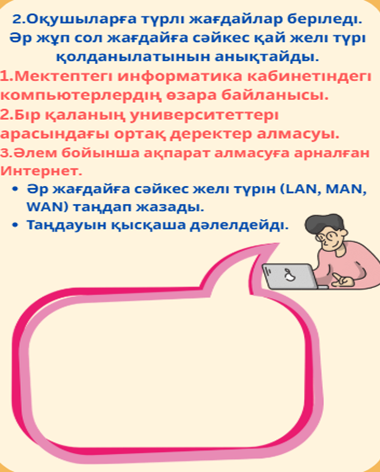 2.Оқушыларға түрлі жағдайлар беріледі.
Әр жұп сол жағдайға сәйкес қай желі түрі
қолданылатынын анықтайды.
1.Мектептегі информатика кабинетіндегі
компьютерлердің өзара байланысы.
2.Бір қаланың университеттері
арасындағы ортақ деректер алмасуы.
3.Әлем бойынша ақпарат алмасуға арналған
Интернет.
• Әр жағдайға сәйкес желі түрін (LAN, MAN,
WAN) таңдап жазады.
• Таңдауын қысқаша дәлелдейді.